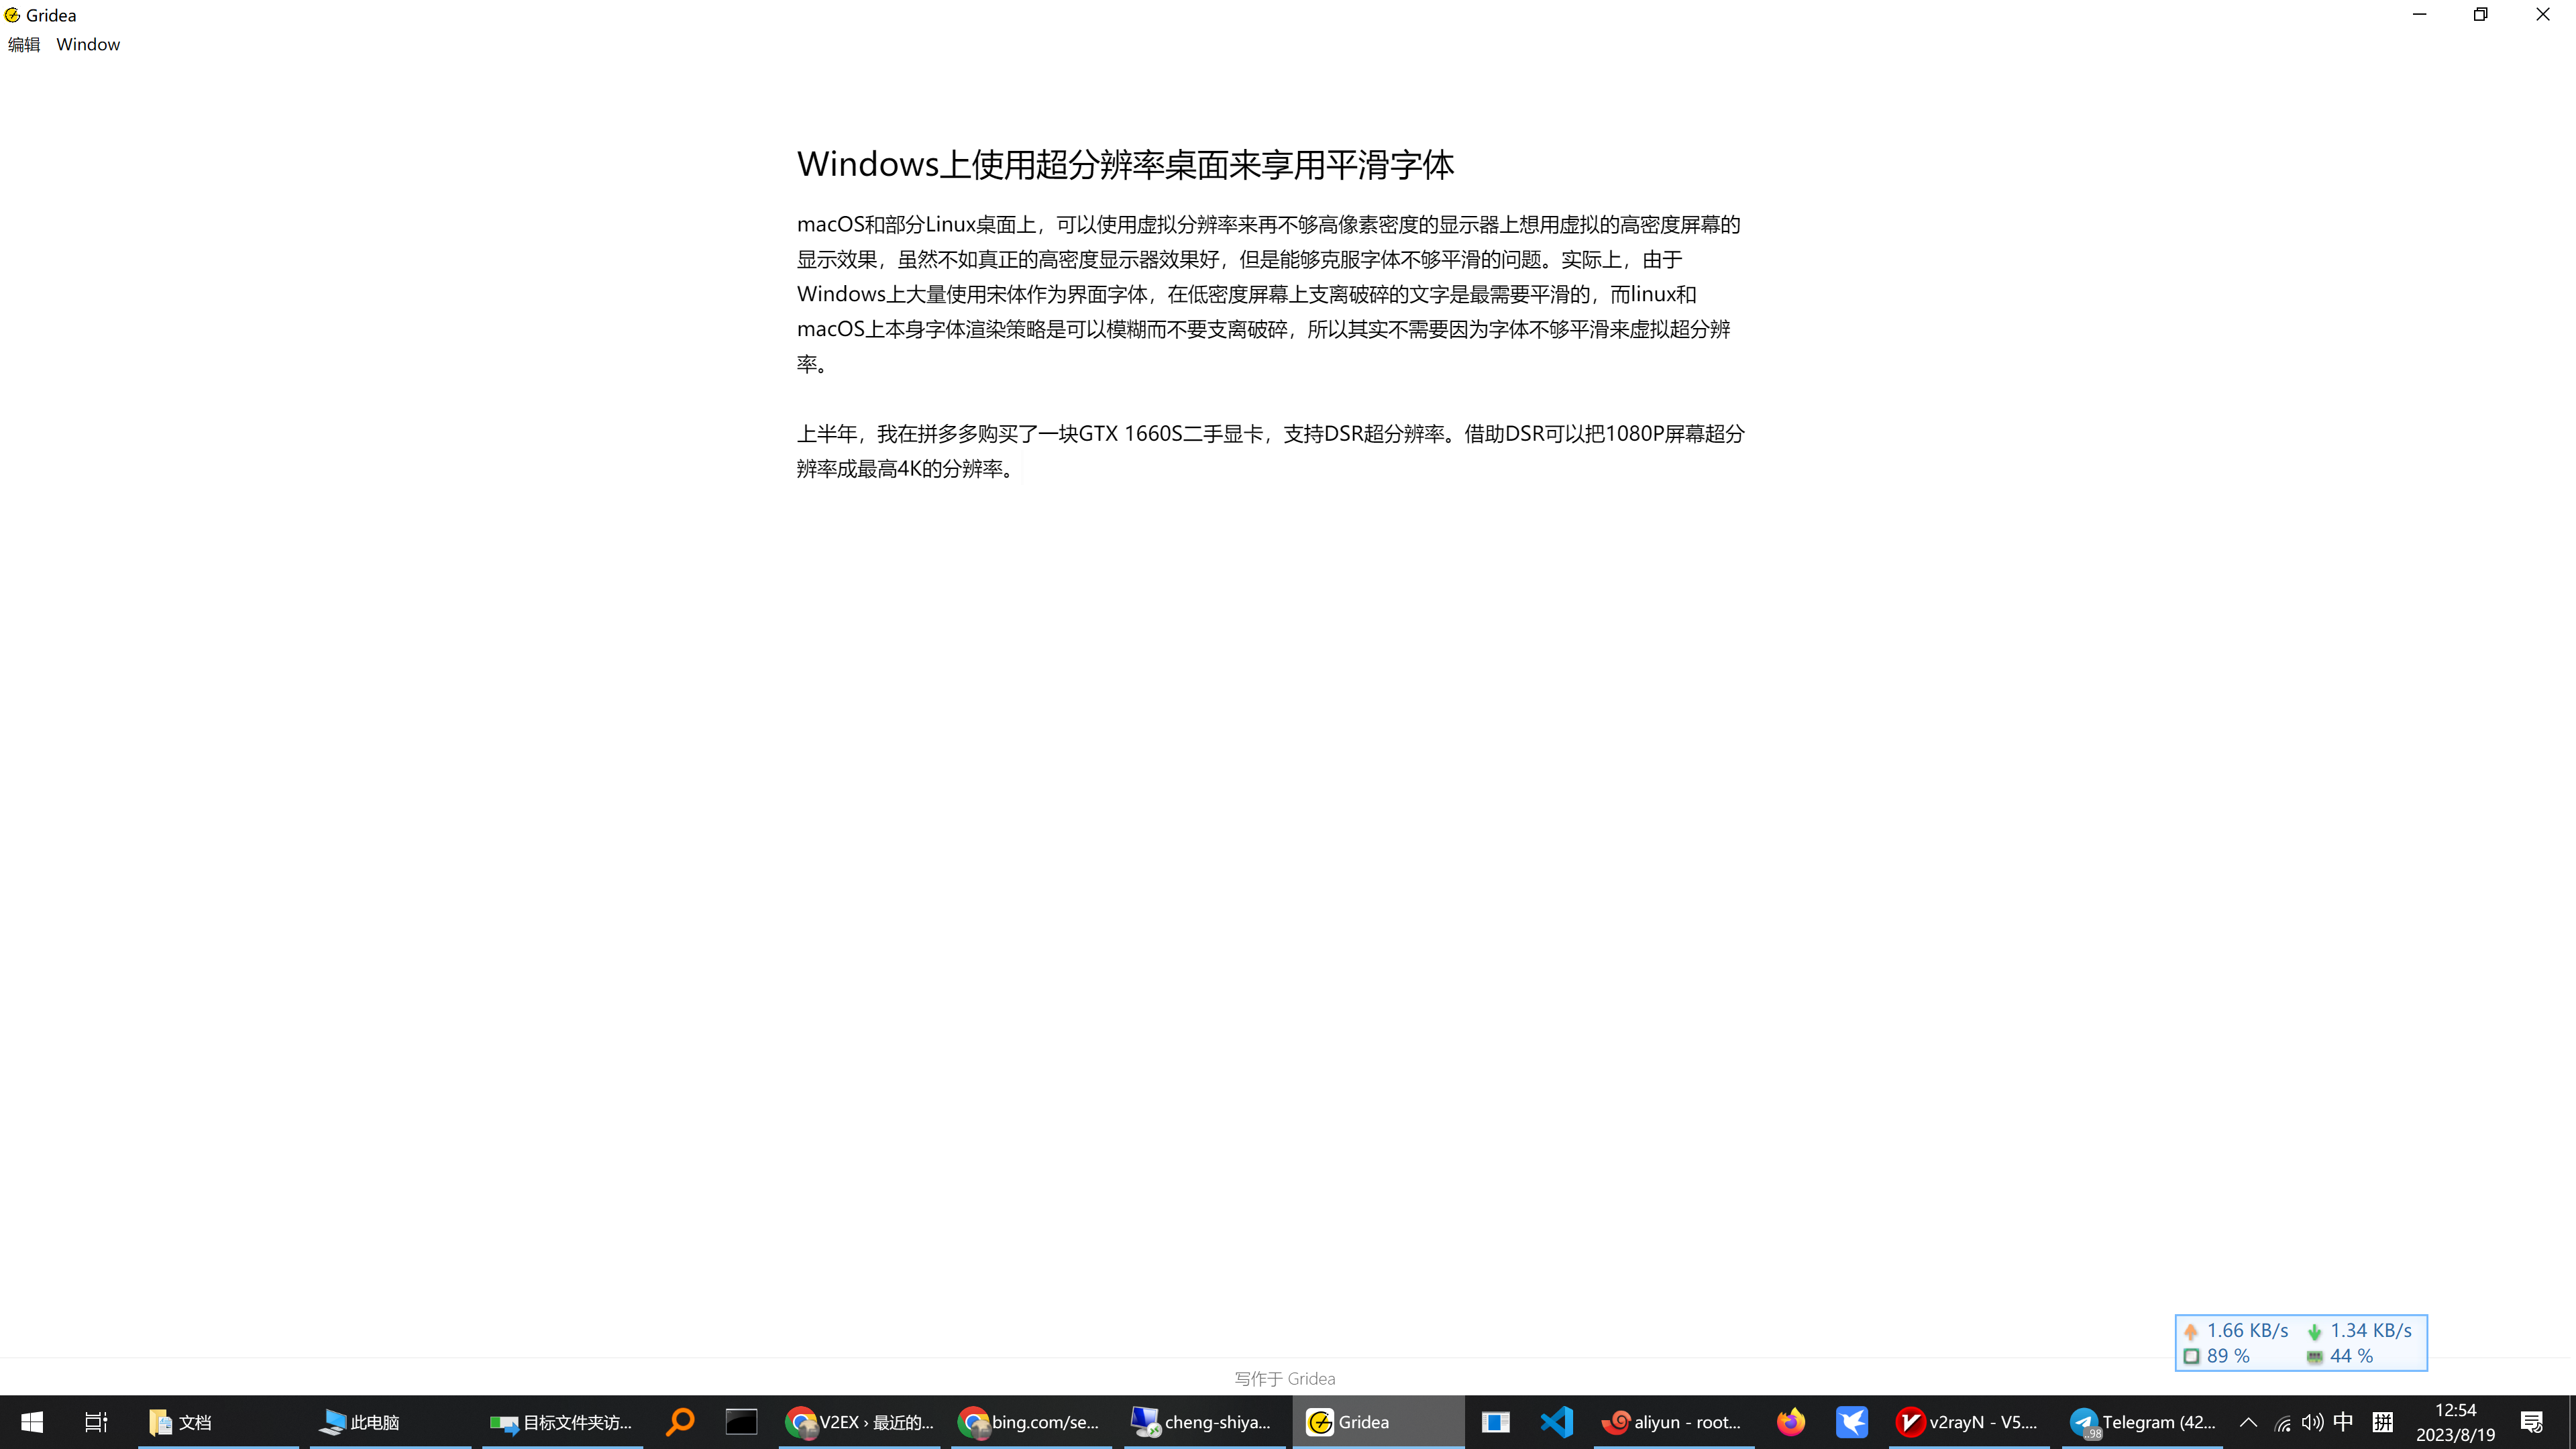 Gridea
编辑 Window
Windows上使用超分辨率桌面来享用平滑字体
macOS和部分Linux桌面上，可以使用虚拟分辨率来再不够高像素密度的显示器上想用虚拟的高密度屏幕的
显示效果，虽然不如真正的高密度显示器效果好，但是能够克服字体不够平滑的问题。实际上，由于
Windows上大量使用宋体作为界面字体，在低密度屏幕上支离破碎的文字是最需要平滑的，而linux和
macOS上本身字体渲染策略是可以模糊而不要支离破碎，所以其实不需要因为字体不够平滑来虚拟超分辨
率。
上半年，我在拼多多购买了一块GTX 1660S二手显卡，支持DSR超分辨率。借助DSR可以把1080P屏幕超分
辨率成最高4K的分辨率。
1.66 KB/s 1.34 KB/s
89 % 44 %
写作于 Gridea
文档 此电脑 目标文件夹访... V2EX › 最近的... bing.com/se... cheng-shiya... Gridea aliyun - root... v2rayN - V5.... Telegram (42... ..98 中 拼 12:54
2023/8/19